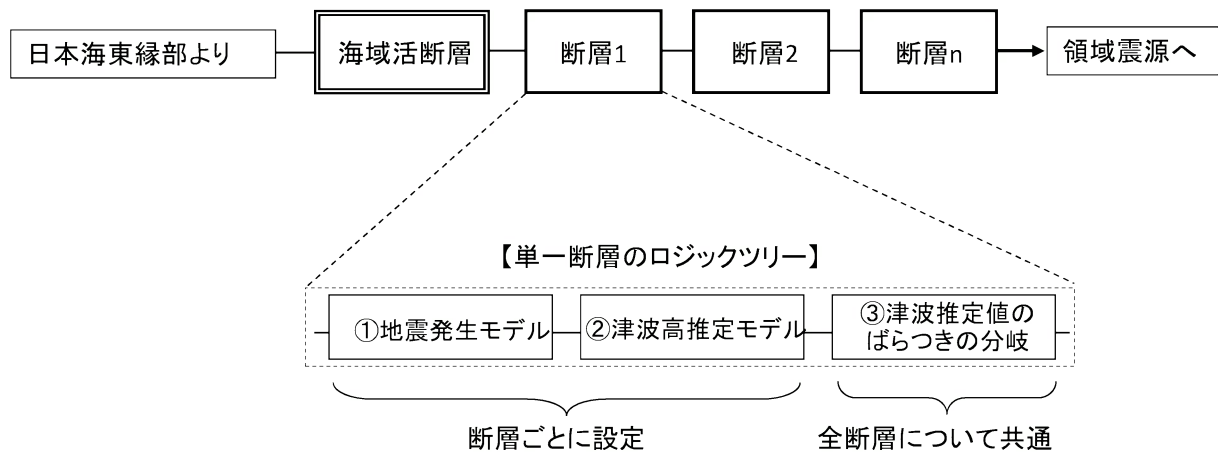 日本海東縁部より
海域活断層
断層1
断層2
断層n
領域震源へ
【単一断層のロジックツリー】
①地震発生モデル
②津波高推定モデル
③津波推定値の
ばらつきの分岐
断層ごとに設定
全断層について共通